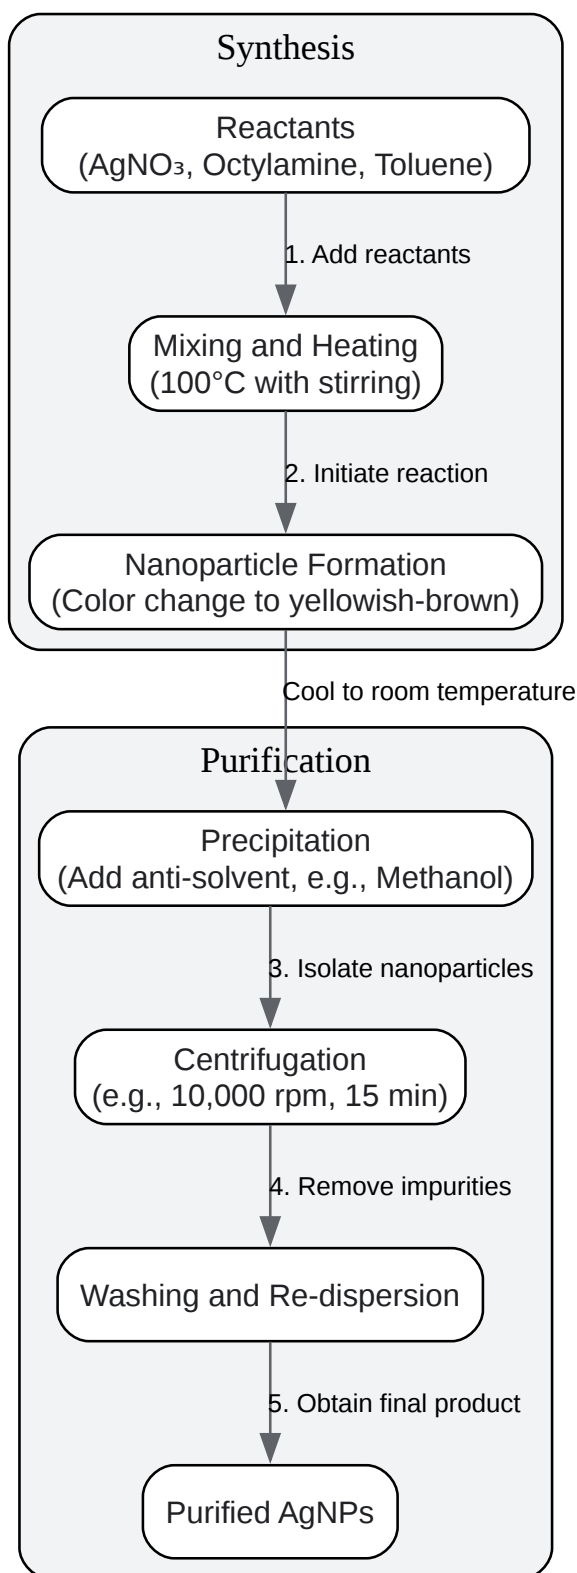 Synthesis
Reactants
(AgNO₃, Octylamine, Toluene)
1. Add reactants
Mixing and Heating
(100°C with stirring)
2. Initiate reaction
Nanoparticle Formation
(Color change to yellowish-brown)
Cool to room temperature
Purification
Precipitation
(Add anti-solvent, e.g., Methanol)
3. Isolate nanoparticles
Centrifugation
(e.g., 10,000 rpm, 15 min)
4. Remove impurities
Washing and Re-dispersion
5. Obtain final product
Purified AgNPs